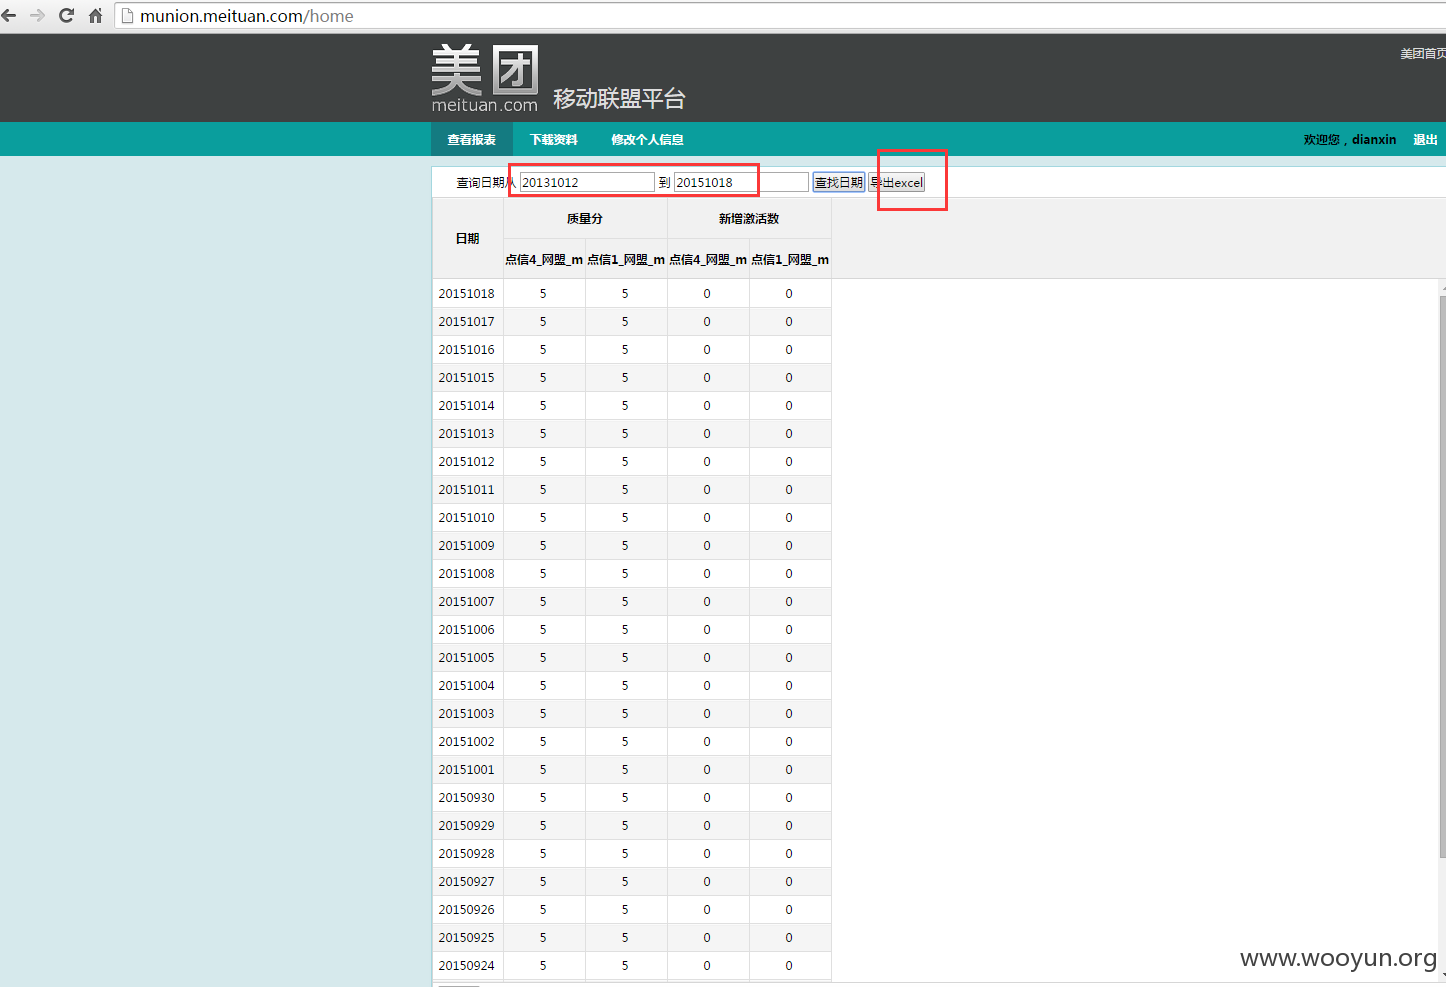 munion.meituan.com/home
美团首页
美团
meituan.com 移动联盟平台
查看报表 下载资料 修改个人信息 欢迎您，dianxin 退出
查询日期从 20131012 到 20151018 查找日期 导出excel
日期 质量分 新增激活数
点信4_网盟_m 点信1_网盟_m 点信4_网盟_m 点信1_网盟_m
20151018 5 5 0 0
20151017 5 5 0 0
20151016 5 5 0 0
20151015 5 5 0 0
20151014 5 5 0 0
20151013 5 5 0 0
20151012 5 5 0 0
20151011 5 5 0 0
20151010 5 5 0 0
20151009 5 5 0 0
20151008 5 5 0 0
20151007 5 5 0 0
20151006 5 5 0 0
20151005 5 5 0 0
20151004 5 5 0 0
20151003 5 5 0 0
20151002 5 5 0 0
20151001 5 5 0 0
20150930 5 5 0 0
20150929 5 5 0 0
20150928 5 5 0 0
20150927 5 5 0 0
20150926 5 5 0 0
20150925 5 5 0 0
20150924 5 5 0 0
www.wooyun.org